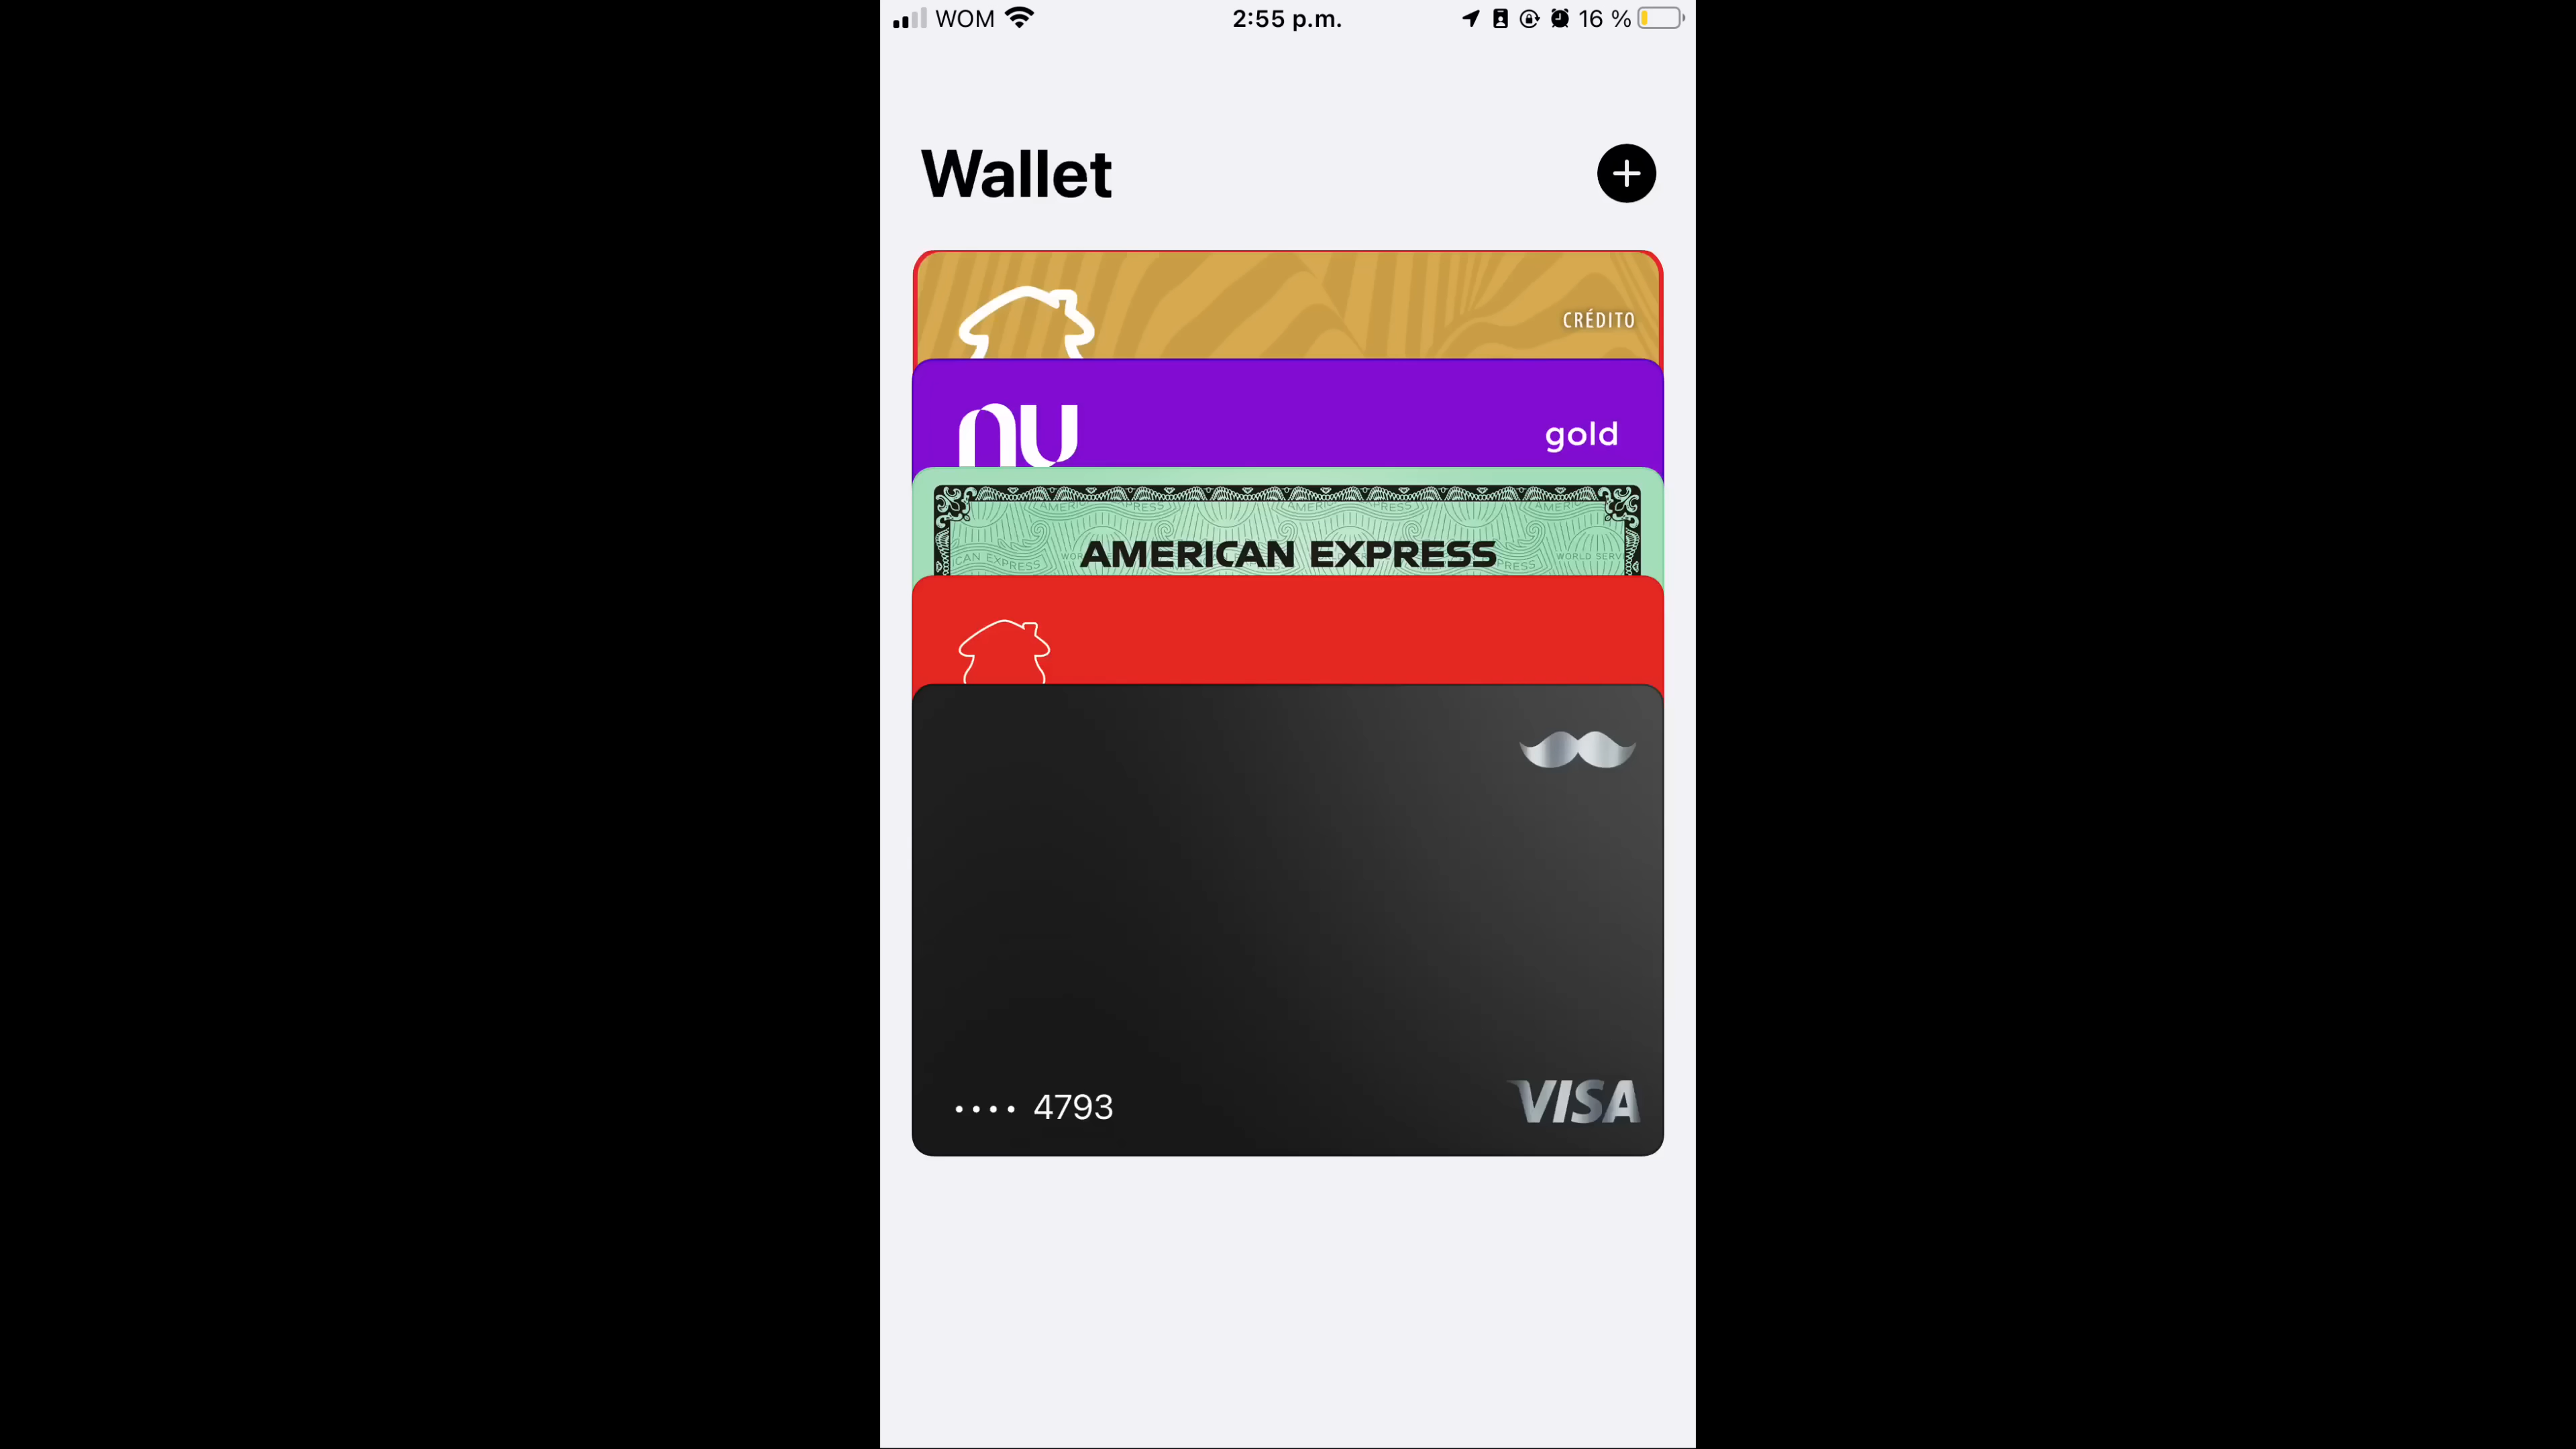 WOM 2:55 p.m. 16 %
Wallet
CRÉDITO
nu gold
AMERICAN EXPRESS
•••• 4793 VISA